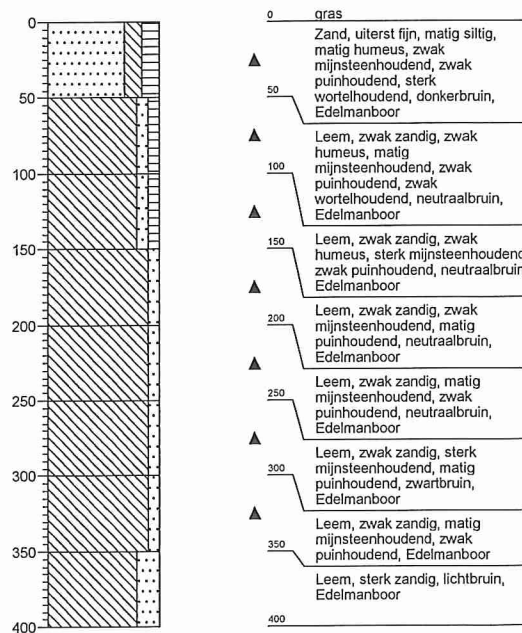 0
50
100
150
200
250
300
350
400
0 gras
Zand, uiterst fijn, matig siltig,
matig humeus, zwak
mijnsteenhoudend, zwak
puinhoudend, sterk
wortelhoudend, donkerbruin,
Edelmanboor
50
Leem, zwak zandig, zwak
humeus, matig
mijnsteenhoudend, zwak
puinhoudend, zwak
wortelhoudend, neutraalbruin,
Edelmanboor
100
Leem, zwak zandig, zwak
humeus, sterk mijnsteenhoudend
zwak puinhoudend, neutraalbruin
Edelmanboor
150
Leem, zwak zandig, zwak
mijnsteenhoudend, matig
puinhoudend, neutraalbruin,
Edelmanboor
200
Leem, zwak zandig, matig
mijnsteenhoudend, zwak
puinhoudend, neutraalbruin,
Edelmanboor
250
Leem, zwak zandig, sterk
mijnsteenhoudend, matig
puinhoudend, zwartbruin,
Edelmanboor
300
Leem, zwak zandig, matig
mijnsteenhoudend, zwak
puinhoudend, Edelmanboor
350
Leem, sterk zandig, lichtbruin,
Edelmanboor
400